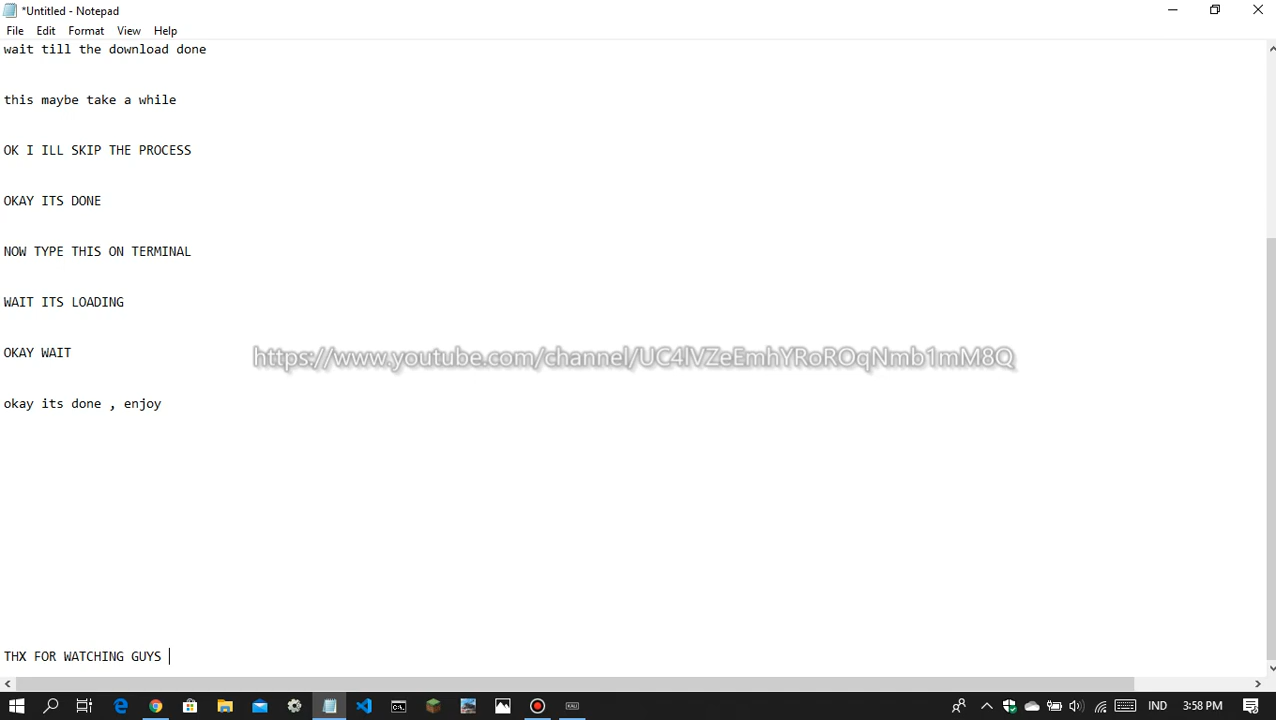 *Untitled - Notepad
File Edit Format View Help
wait till the download done
this maybe take a while
OK I ILL SKIP THE PROCESS
OKAY ITS DONE
NOW TYPE THIS ON TERMINAL
WAIT ITS LOADING
OKAY WAIT
https://www.youtube.com/channel/UC4lVZeEmhYRoROqNmb1mM8Q
okay its done , enjoy
THX FOR WATCHING GUYS
IND 3:58 PM